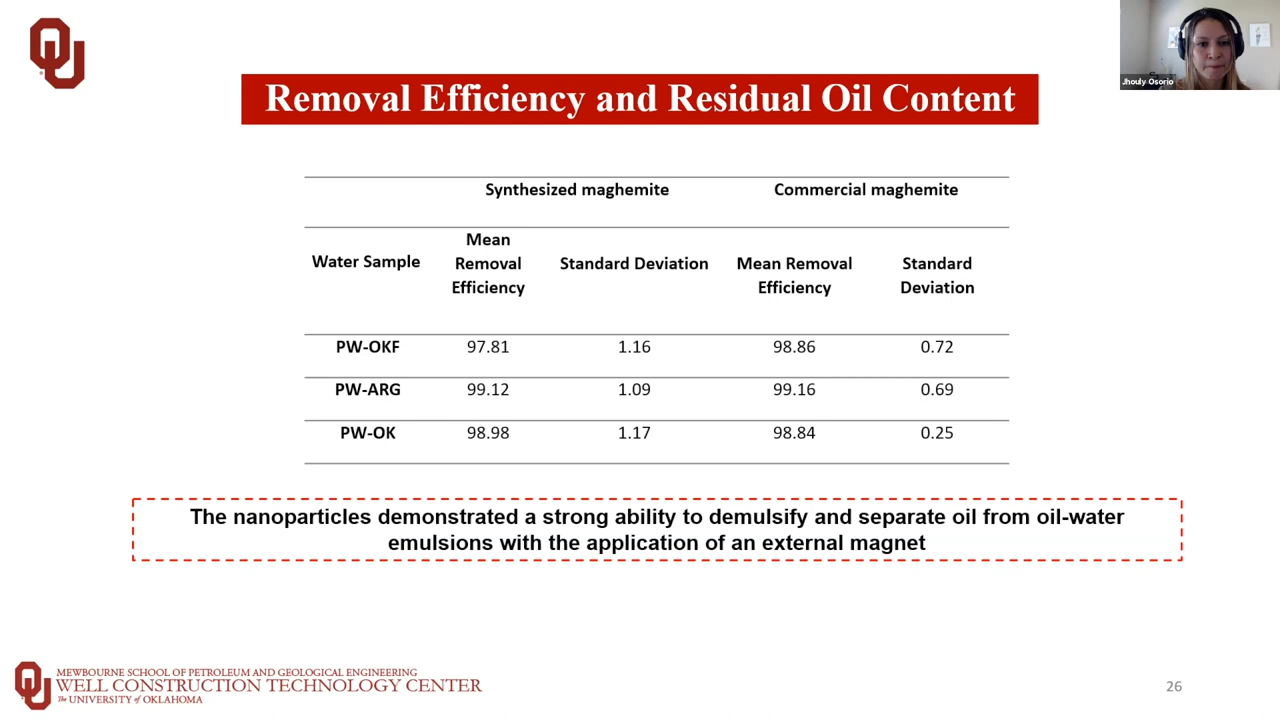 OU
Jhouly Osorio
Removal Efficiency and Residual Oil Content
Synthesized maghemite Commercial maghemite
Water Sample
Mean
Removal
Efficiency
Standard Deviation
Mean Removal
Efficiency
Standard
Deviation
PW-OKF 97.81 1.16 98.86 0.72
PW-ARG 99.12 1.09 99.16 0.69
PW-OK 98.98 1.17 98.84 0.25
The nanoparticles demonstrated a strong ability to demulsify and separate oil from oil-water
emulsions with the application of an external magnet
OU
MEWBOURNE SCHOOL OF PETROLEUM AND GEOLOGICAL ENGINEERING
WELL CONSTRUCTION TECHNOLOGY CENTER
The UNIVERSITY of OKLAHOMA
26